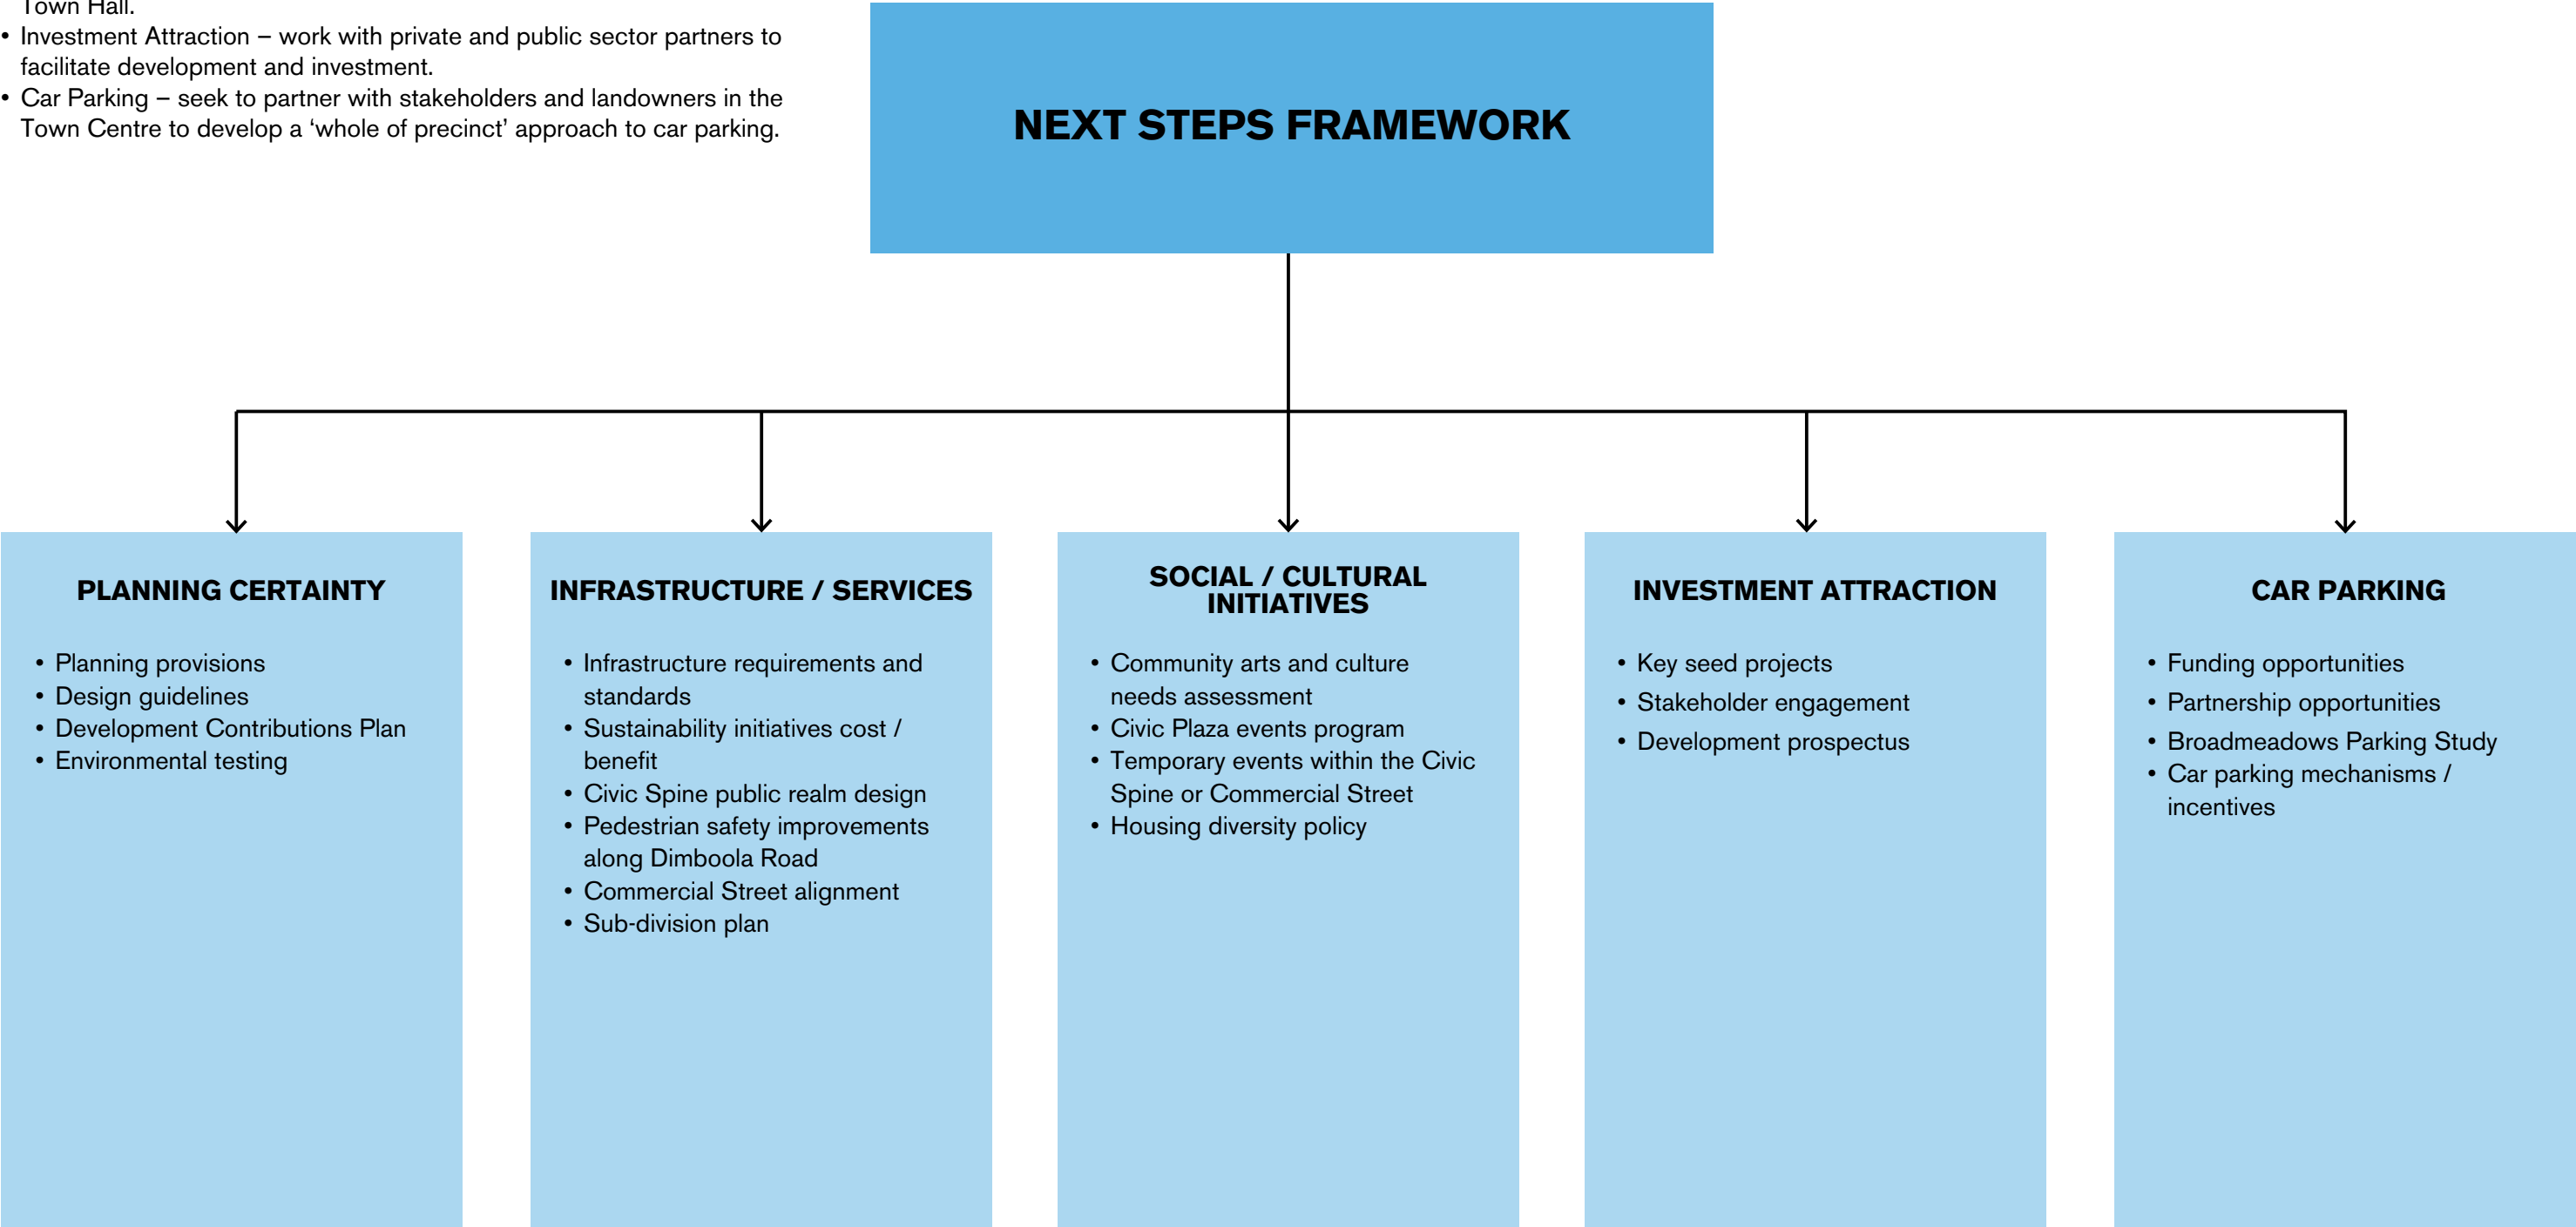 Town Hall.
• Investment Attraction – work with private and public sector partners to
facilitate development and investment.
• Car Parking – seek to partner with stakeholders and landowners in the
Town Centre to develop a ‘whole of precinct’ approach to car parking.
NEXT STEPS FRAMEWORK
PLANNING CERTAINTY
• Planning provisions
• Design guidelines
• Development Contributions Plan
• Environmental testing
INFRASTRUCTURE / SERVICES
• Infrastructure requirements and
standards
• Sustainability initiatives cost /
benefit
• Civic Spine public realm design
• Pedestrian safety improvements
along Dimboola Road
• Commercial Street alignment
• Sub-division plan
SOCIAL / CULTURAL
INITIATIVES
• Community arts and culture
needs assessment
• Civic Plaza events program
• Temporary events within the Civic
Spine or Commercial Street
• Housing diversity policy
INVESTMENT ATTRACTION
• Key seed projects
• Stakeholder engagement
• Development prospectus
CAR PARKING
• Funding opportunities
• Partnership opportunities
• Broadmeadows Parking Study
• Car parking mechanisms /
incentives